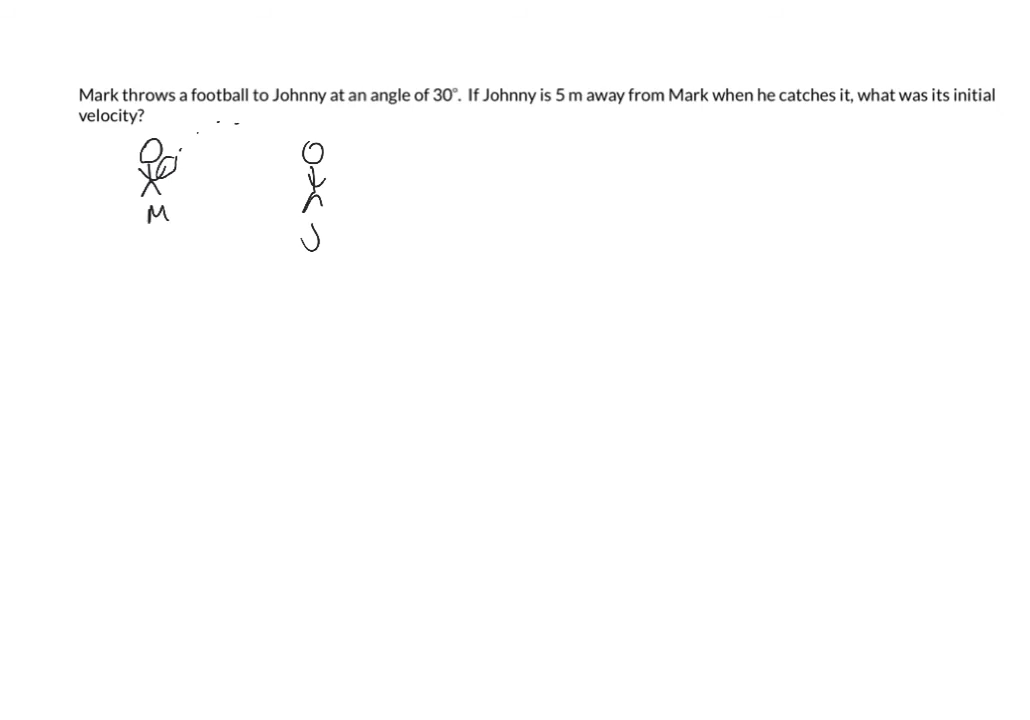 Mark throws a football to Johnny at an angle of 30°. If Johnny is 5 m away from Mark when he catches it, what was its initial
velocity?
M
J